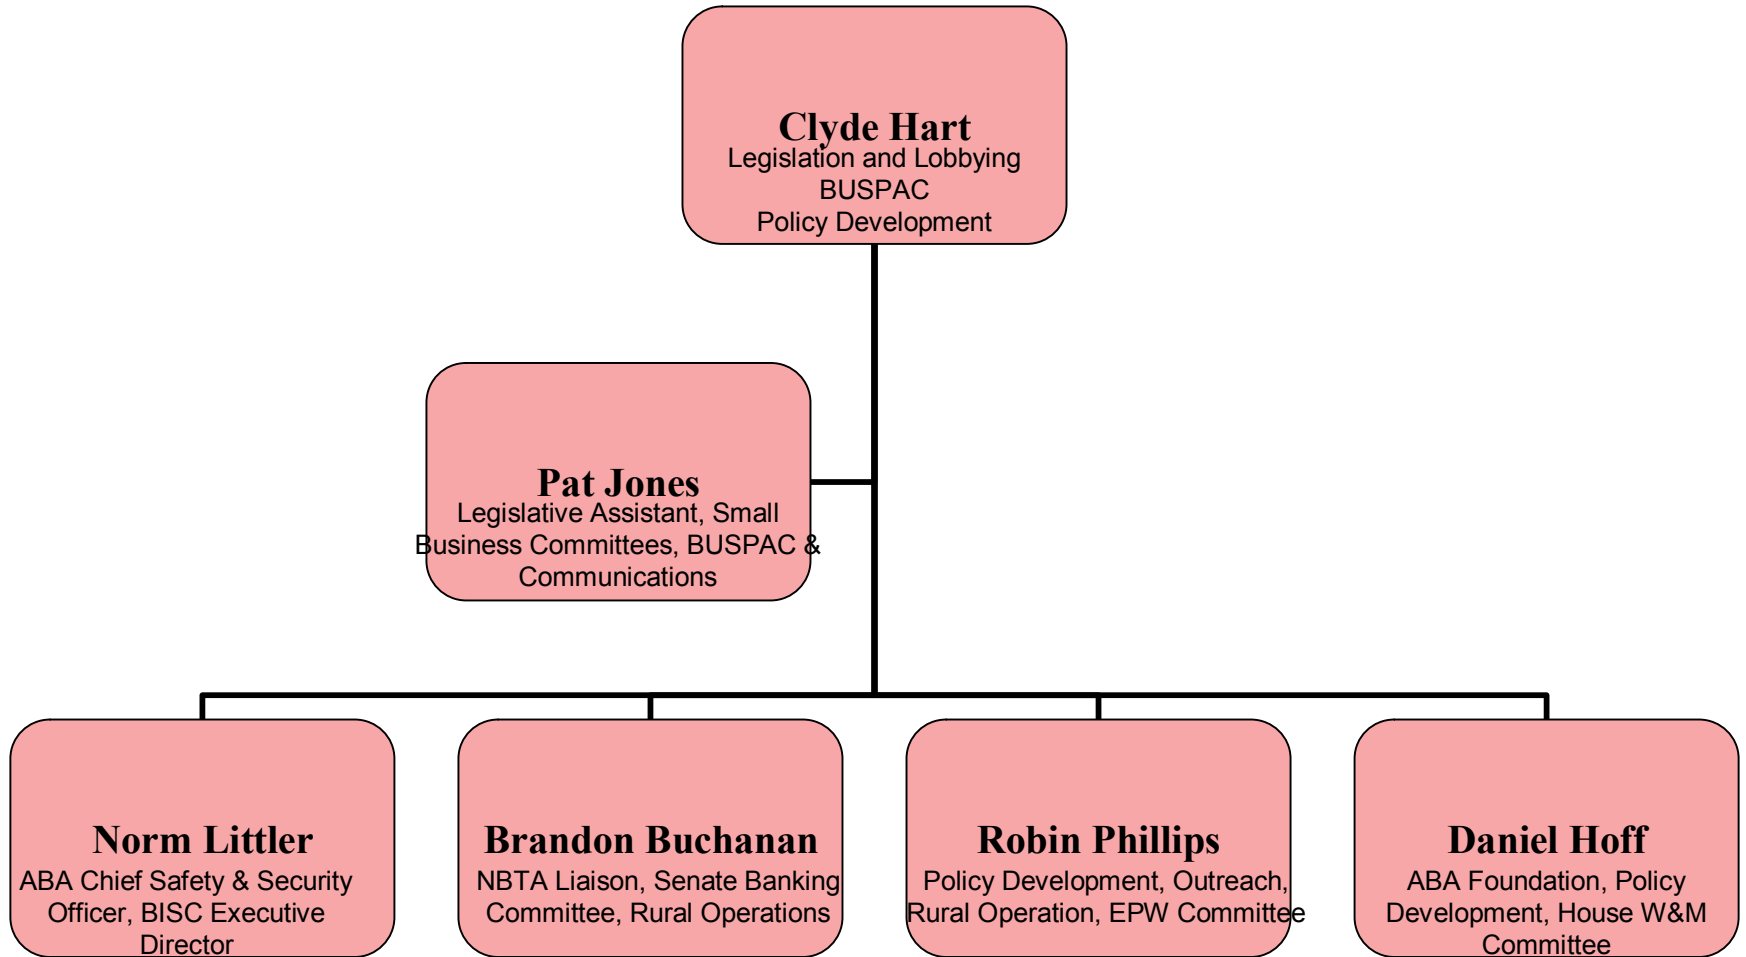 Clyde Hart
Legislation and Lobbying
BUSPAC
Policy Development
Pat Jones
Legislative Assistant, Small
Business Committees, BUSPAC &
Communications
Norm Littler
ABA Chief Safety & Security
Officer, BISC Executive
Director
Brandon Buchanan
NBTA Liaison, Senate Banking
Committee, Rural Operations
Robin Phillips
Policy Development, Outreach,
Rural Operation, EPW Committee
Daniel Hoff
ABA Foundation, Policy
Development, House W&M
Committee